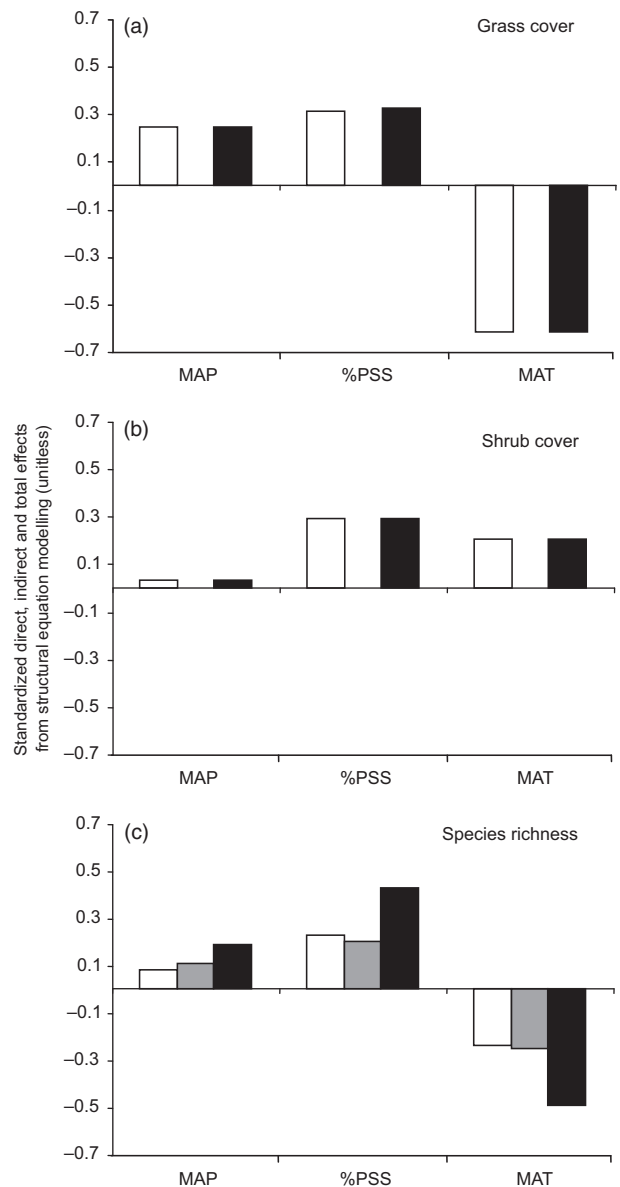 Standardized direct, indirect and total effects
from structural equation modelling (unitless)
(a)
Grass cover
0.7
0.5
0.3
0.1
–0.1
–0.3
–0.5
–0.7
MAP %PSS MAT
(b)
Shrub cover
0.7
0.5
0.3
0.1
–0.1
–0.3
–0.5
–0.7
MAP %PSS MAT
(c)
Species richness
0.7
0.5
0.3
0.1
–0.1
–0.3
–0.5
–0.7
MAP %PSS MAT